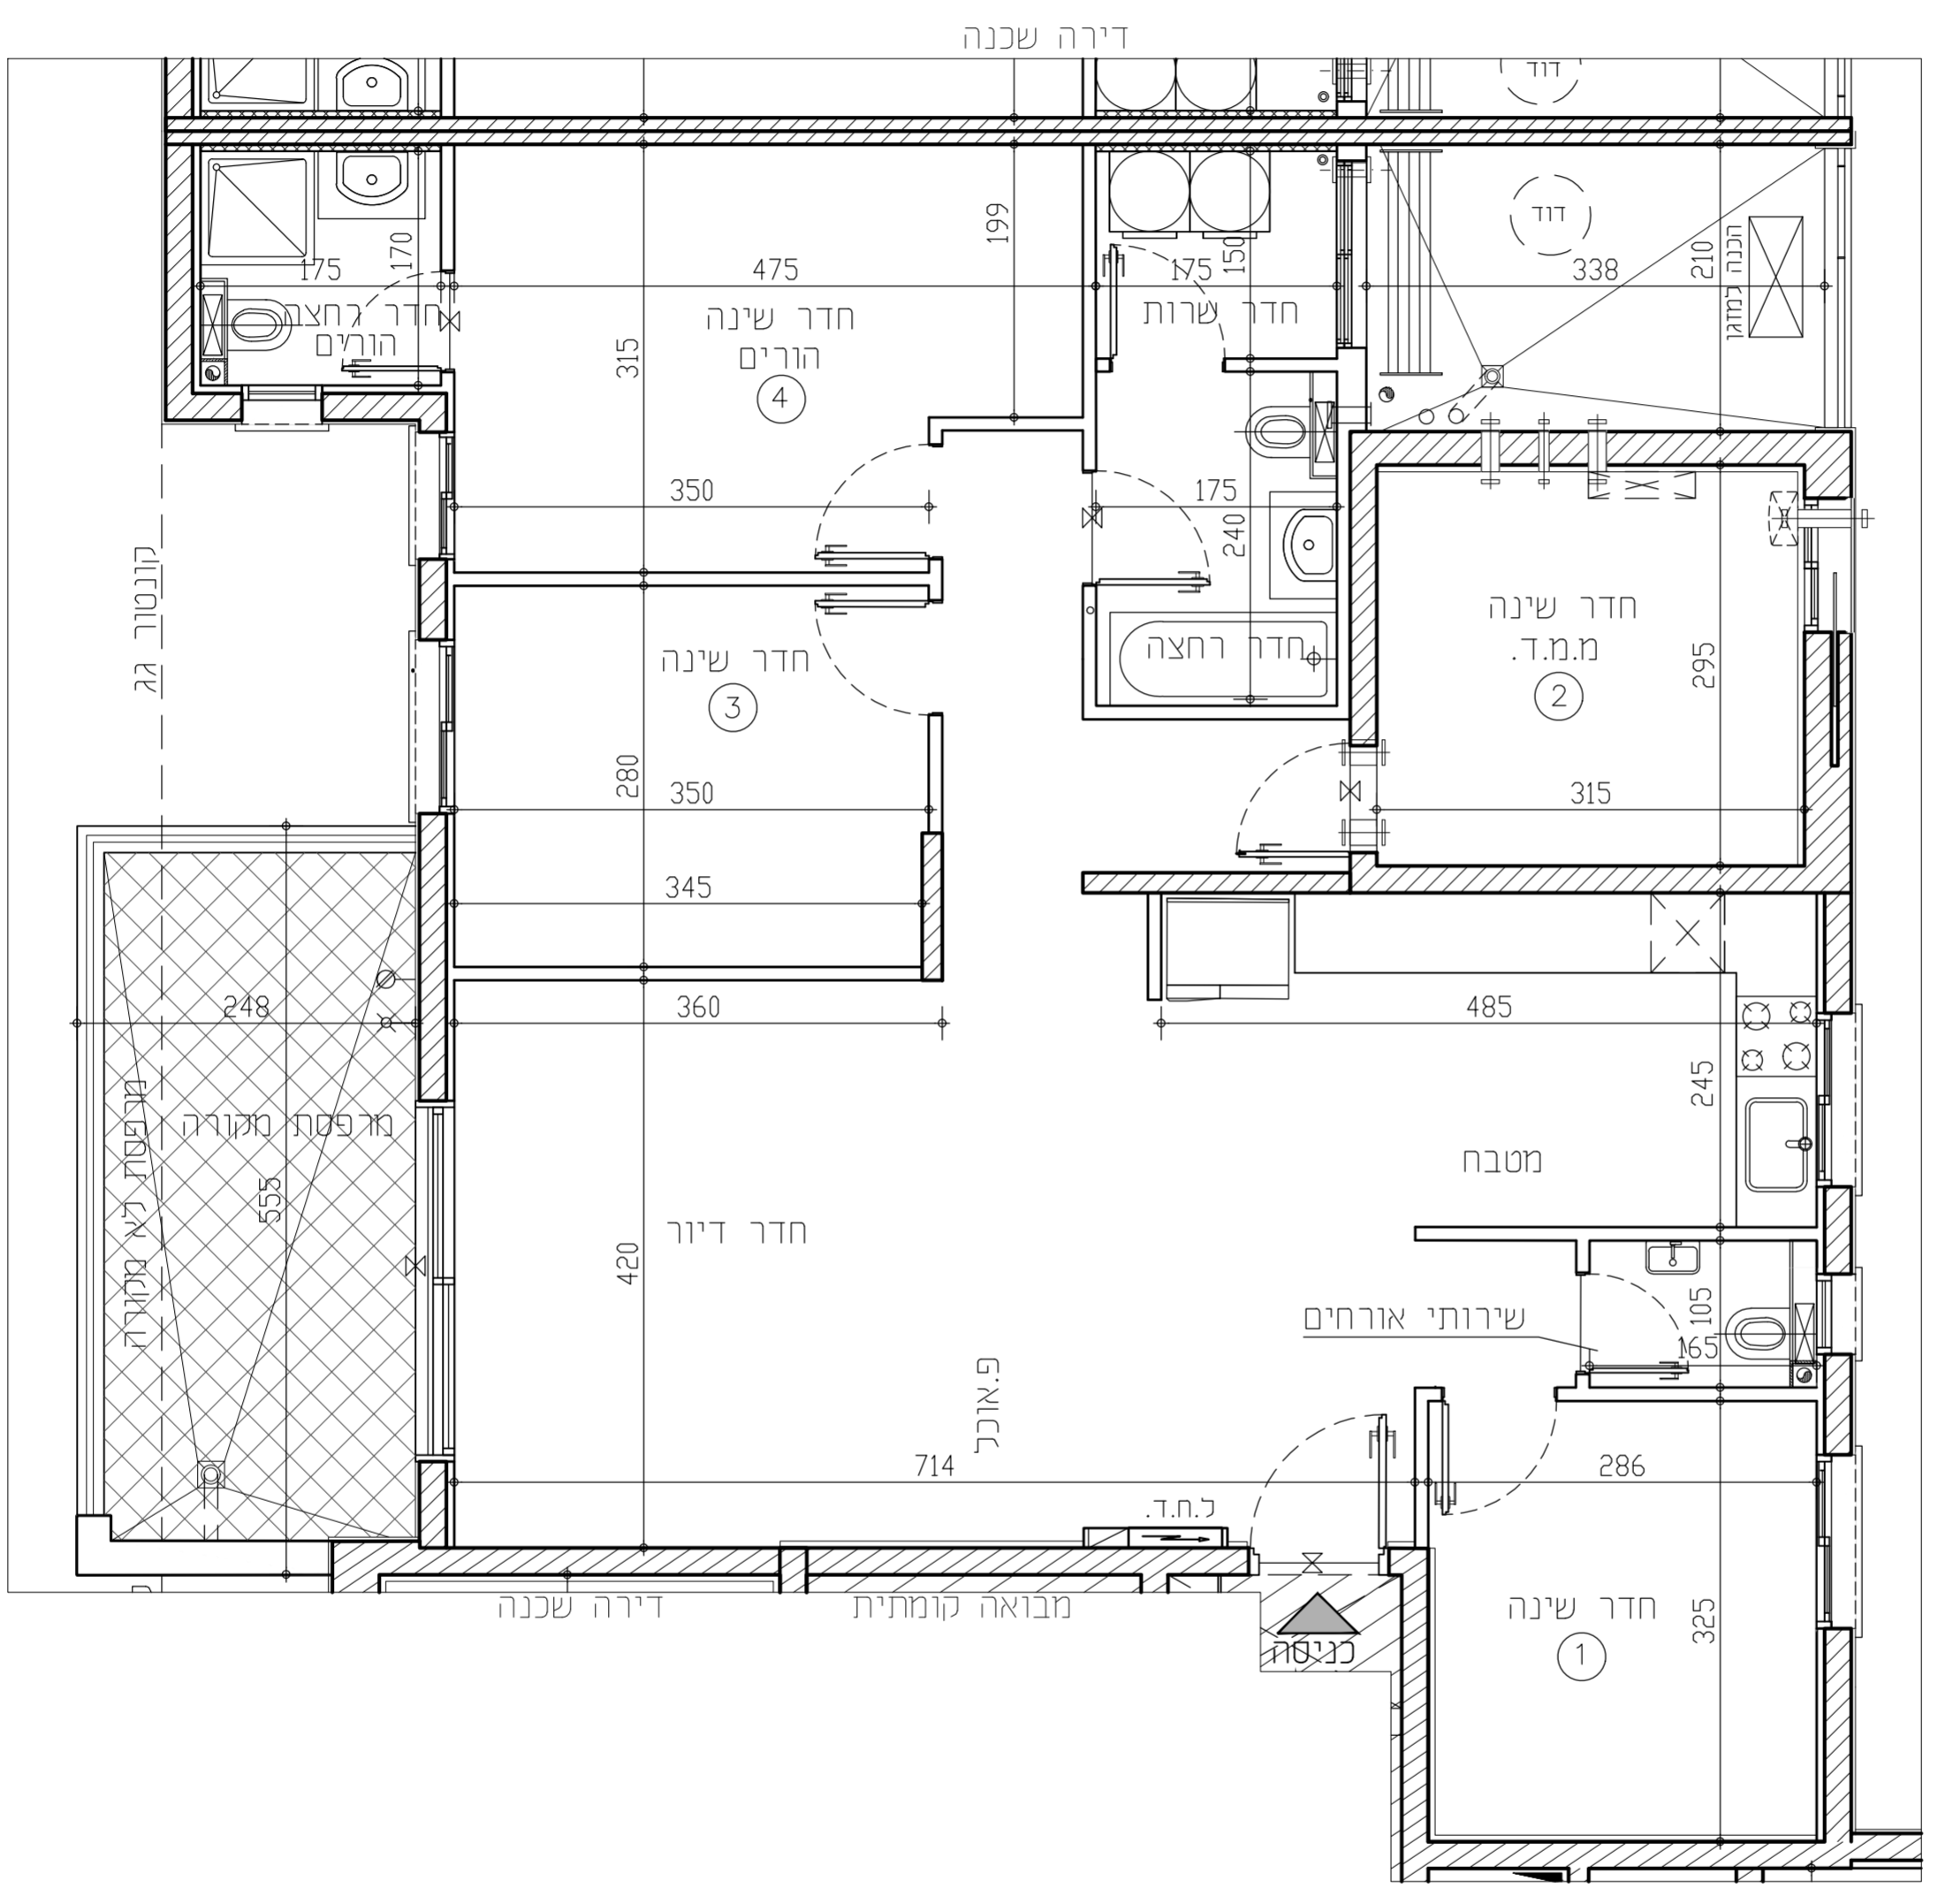 דירה שכנה
דוד
דוד
הכנה למזגן
199
170
150
210
175
475
175
338
חדר רחצה
הורים
חדר שינה
הורים
4
חדר שרות
315
350
175
240
קונטור גג
חדר שינה
מ.מ.ד.
2
295
חדר רחצה
חדר שינה
3
280
350
315
345
248
360
485
245
מרפסת מקורה
מרפסת לא מקורה
555
מטבח
חדר דיור
420
שירותי אורחים
105
165
פ.אוכל
714
286
ל.ח.ד.
דירה שכנה
מבואה קומתית
כניסה
חדר שינה
1
325